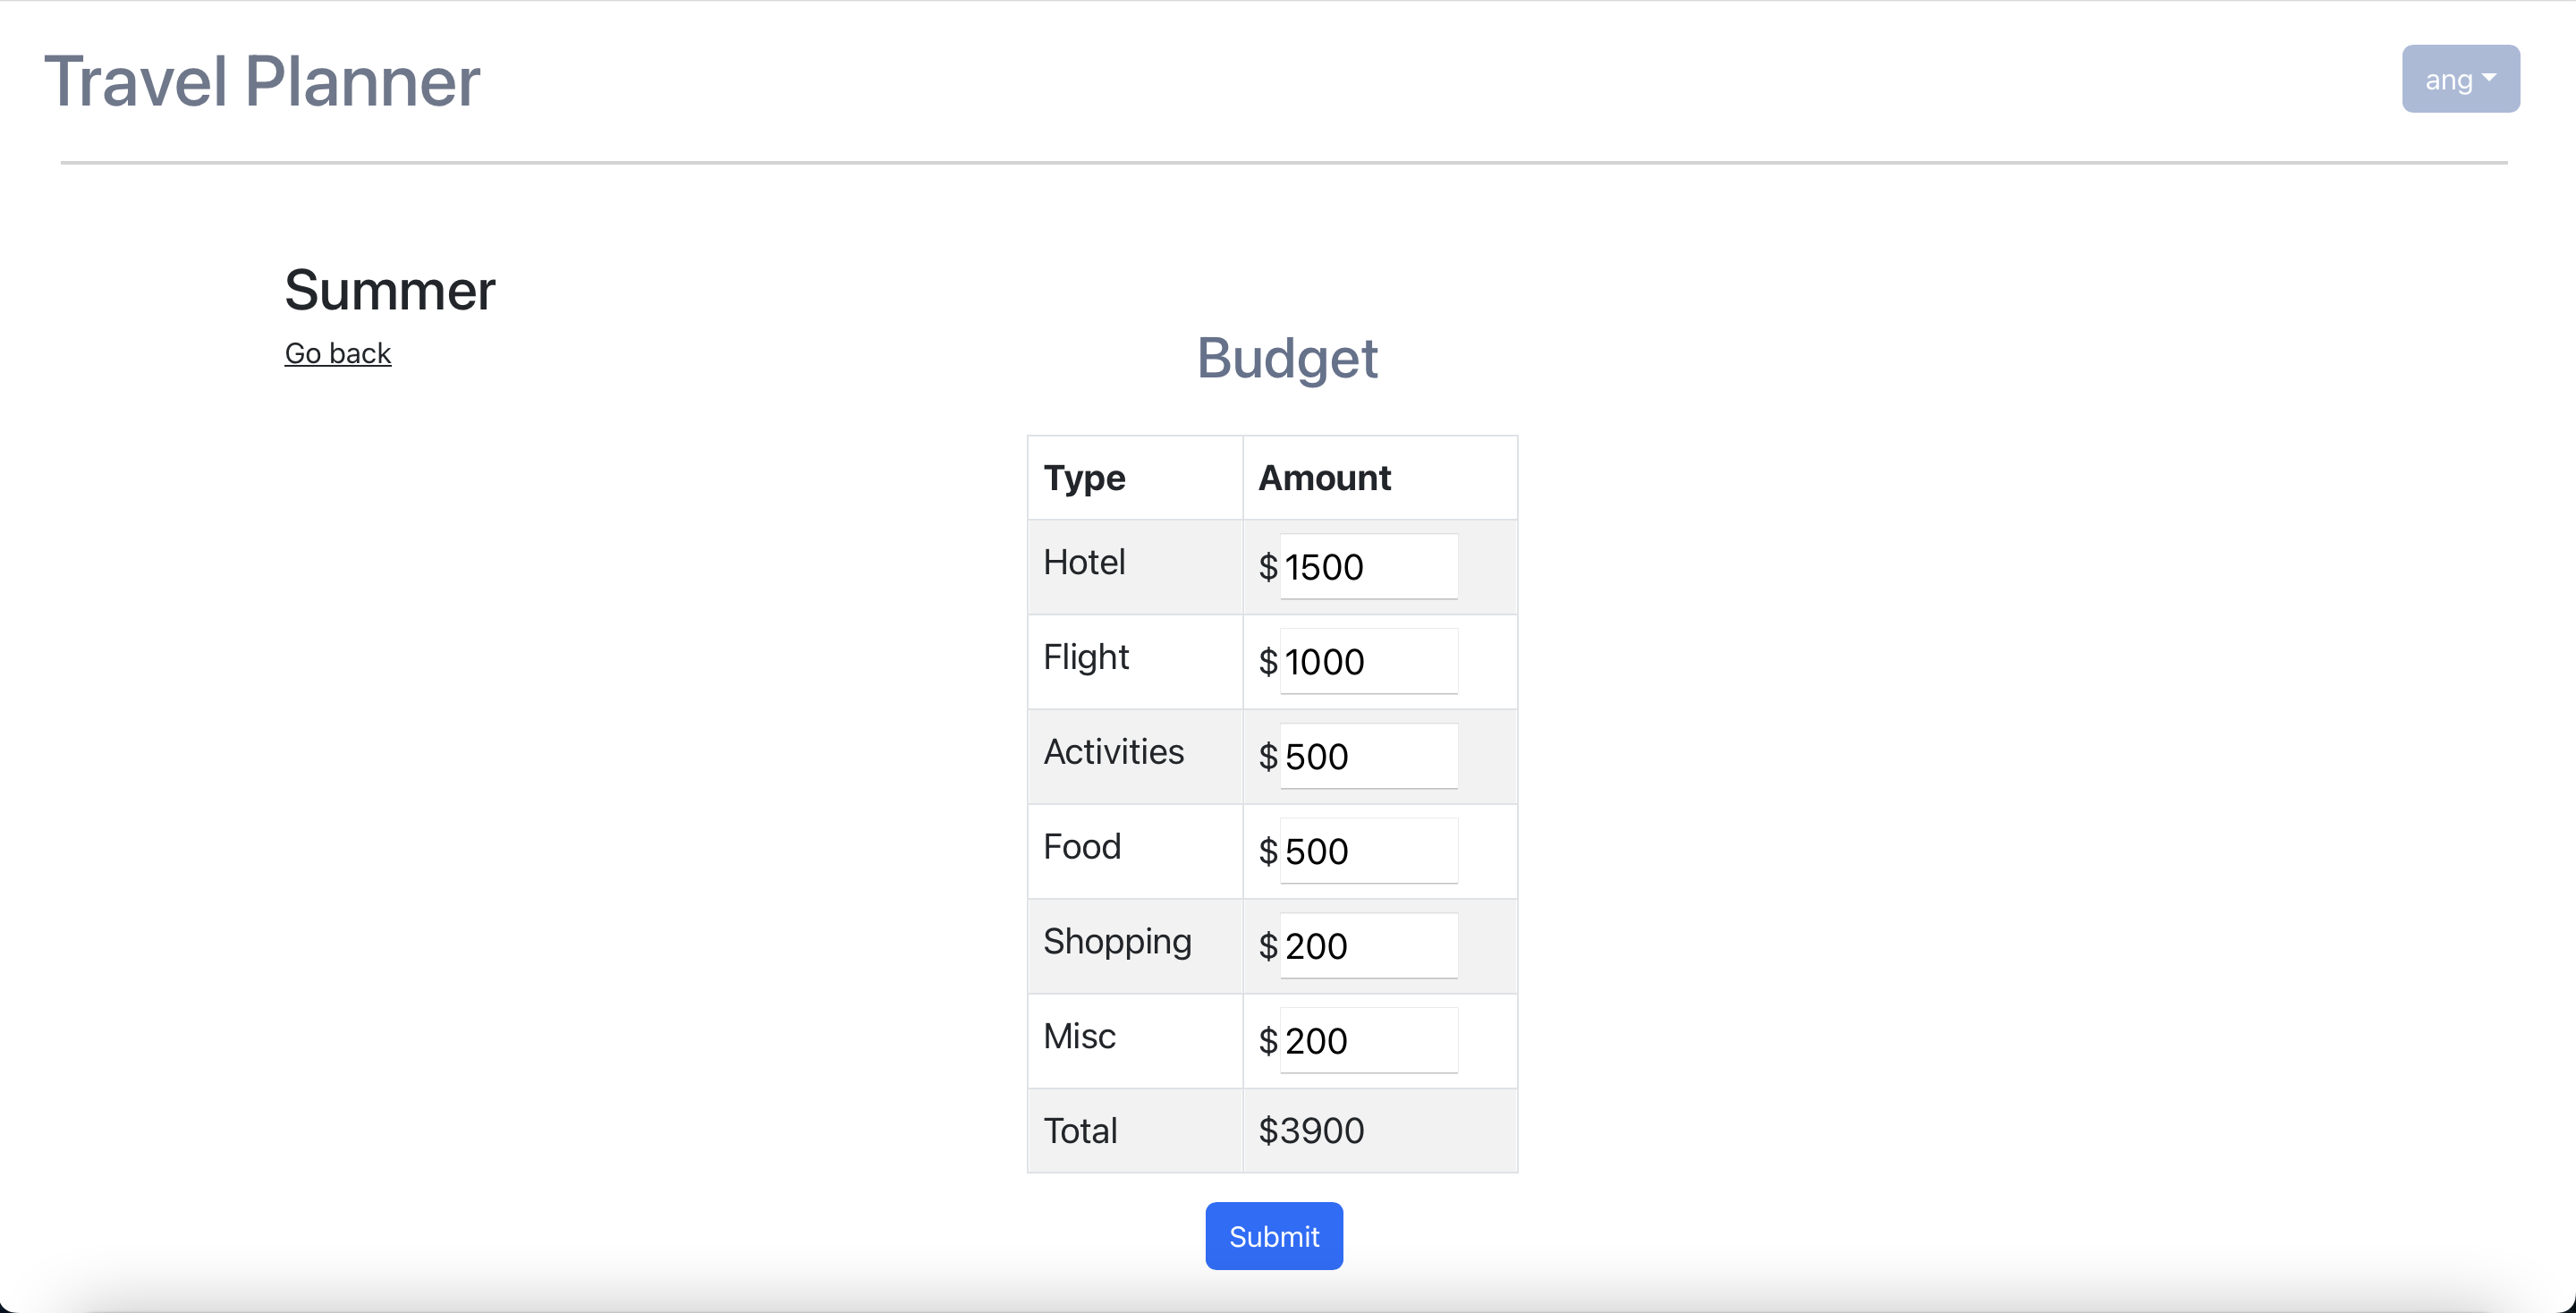 Travel Planner
ang
Summer
Go back
Budget
Type Amount
Hotel $ 1500
Flight $ 1000
Activities $ 500
Food $ 500
Shopping $ 200
Misc $ 200
Total $3900
Submit